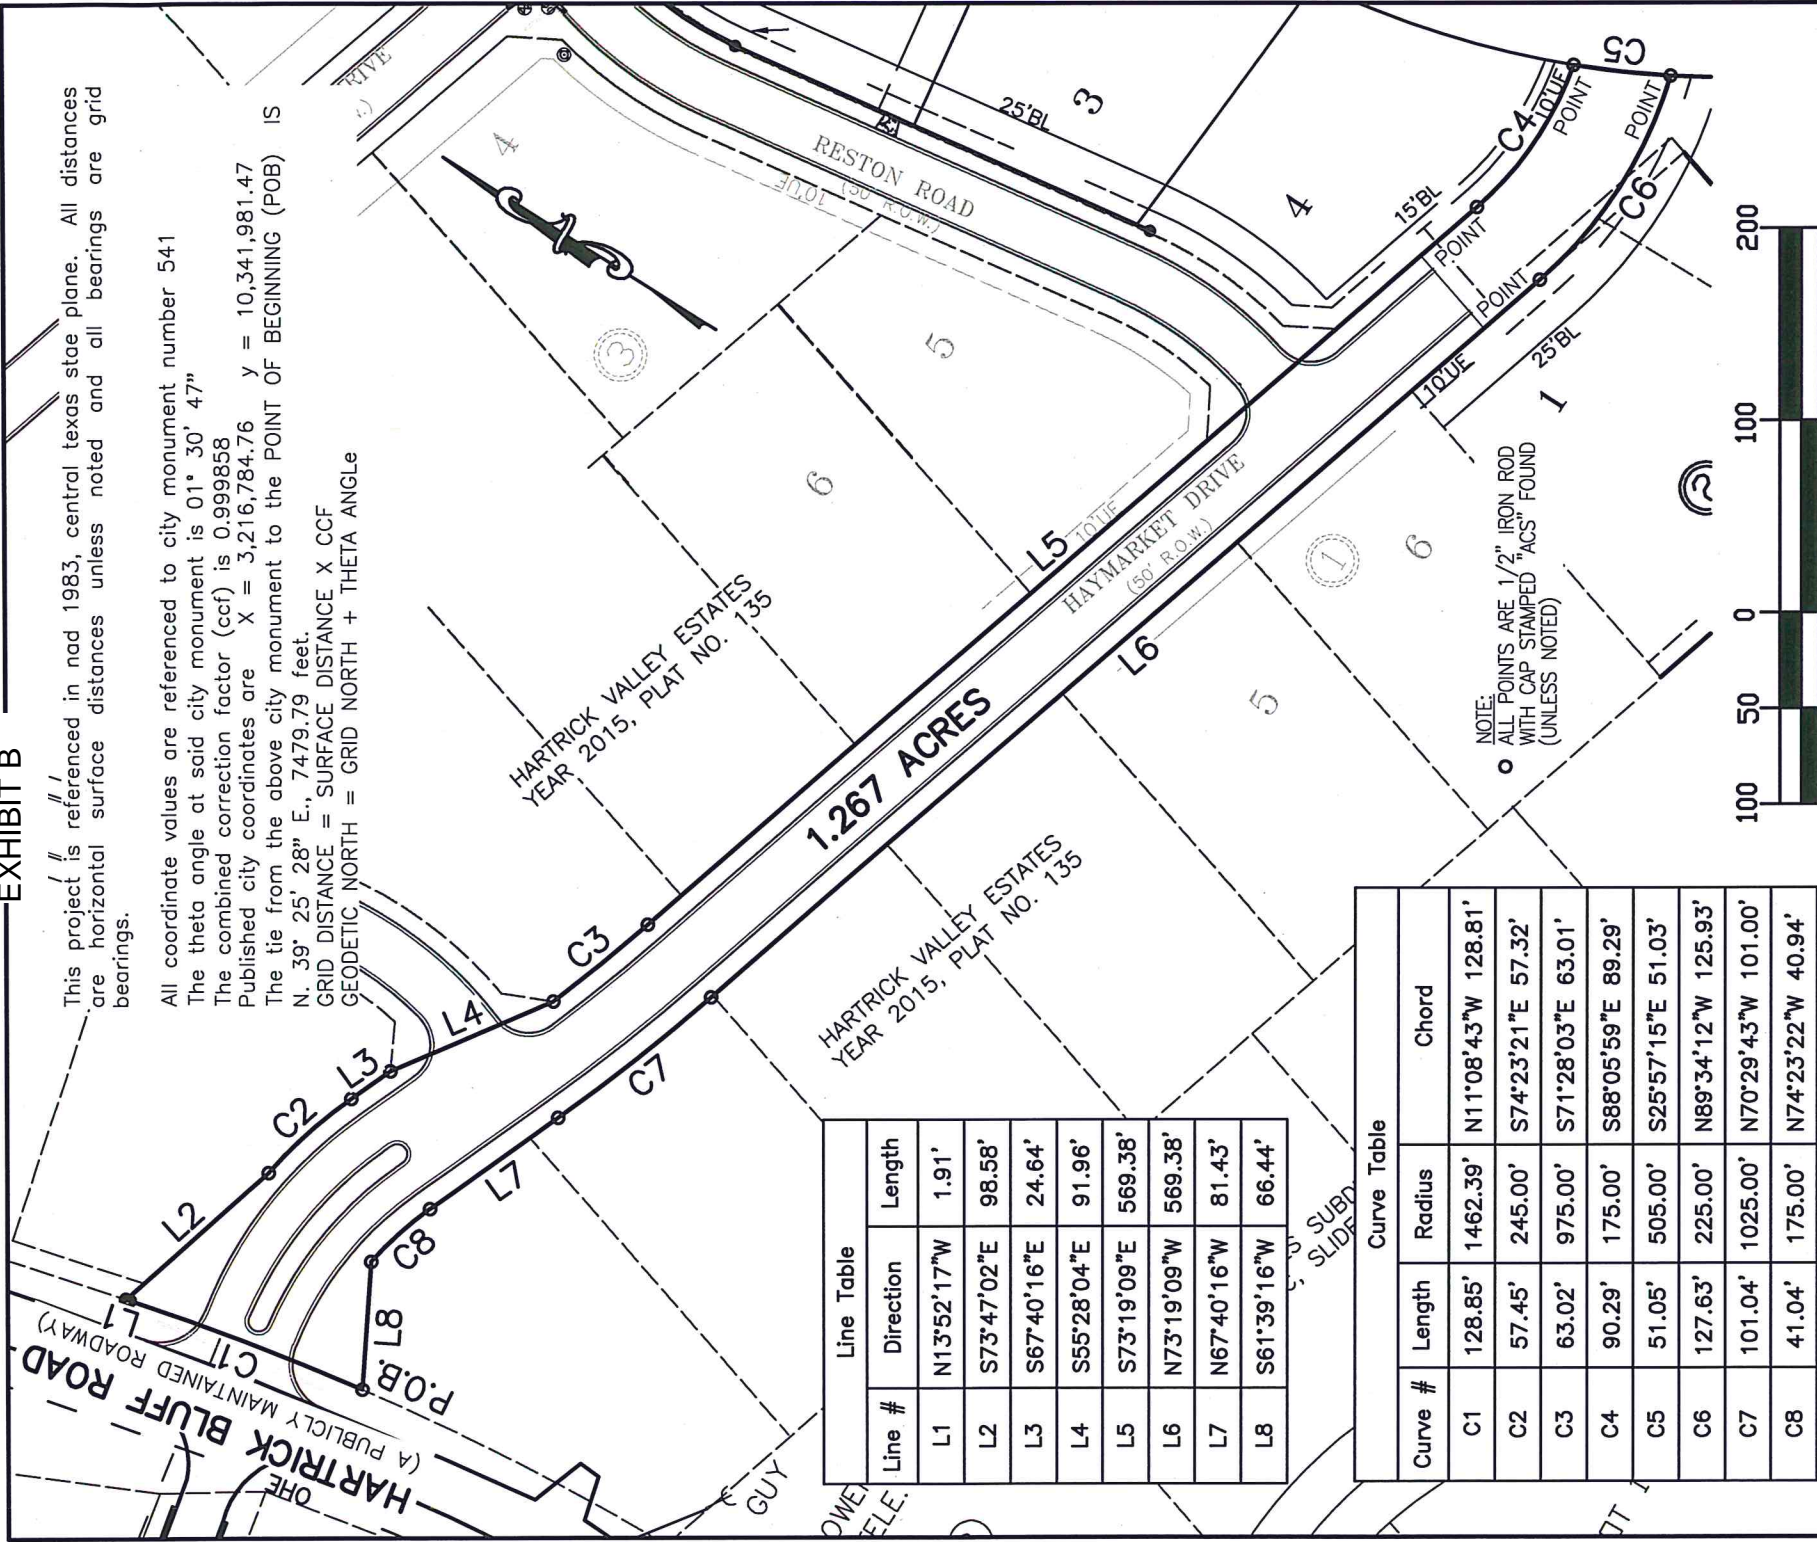 EXHIBIT B
This project is referenced in nad 1983, central texas stae plane. All distances
are horizontal surface distances unless noted and all bearings are grid
bearings.
All coordinate values are referenced to city monument number 541
The theta angle at said city monument is 01° 30' 47"
The combined correction factor (ccf) is 0.999858
Published city coordinates are X = 3,216,784.76 y = 10,341,981.47
The tie from the above city monument to the POINT OF BEGINNING (POB) IS
N. 39° 25' 28" E., 7479.79 feet.
GRID DISTANCE = SURFACE DISTANCE X CCF
GEODETIC NORTH = GRID NORTH + THETA ANGLe
RIVE
4
3
25'BL
RESTON ROAD
(50' R.O.W.)
10'UE
N
3
5
6
4
15'BL
C4
10'UE
POINT
C5
POINT
POINT
C6
POINT
10'UE
25'BL
1
L5
10'UE
HAYMARKET DRIVE
(50' R.O.W.)
L6
1
6
5
HARTRICK VALLEY ESTATES
YEAR 2015, PLAT NO. 135
1.267 ACRES
HARTRICK VALLEY ESTATES
YEAR 2015, PLAT NO. 135
C3
L4
L3
C2
L2
L1
C1
C7
L7
C8
L8
P.O.B.
HARTRICK BLUFF ROAD
(A PUBLICLY MAINTAINED ROADWAY)
OHE
GUY
OWE
ELE.
S SUBD
SLIDE
OT 1
NOTE:
ALL POINTS ARE 1/2" IRON ROD
WITH CAP STAMPED "ACS" FOUND
(UNLESS NOTED)
100 50 0 100 200
Line Table
Line # Direction Length
L1 N13°52'17"W 1.91'
L2 S73°47'02"E 98.58'
L3 S67°40'16"E 24.64'
L4 S55°28'04"E 91.96'
L5 S73°19'09"E 569.38'
L6 N73°19'09"W 569.38'
L7 N67°40'16"W 81.43'
L8 S61°39'16"W 66.44'
Curve Table
Curve # Length Radius Chord
C1 128.85' 1462.39' N11°08'43"W 128.81'
C2 57.45' 245.00' S74°23'21"E 57.32'
C3 63.02' 975.00' S71°28'03"E 63.01'
C4 90.29' 175.00' S88°05'59"E 89.29'
C5 51.05' 505.00' S25°57'15"E 51.03'
C6 127.63' 225.00' N89°34'12"W 125.93'
C7 101.04' 1025.00' N70°29'43"W 101.00'
C8 41.04' 175.00' N74°23'22"W 40.94'